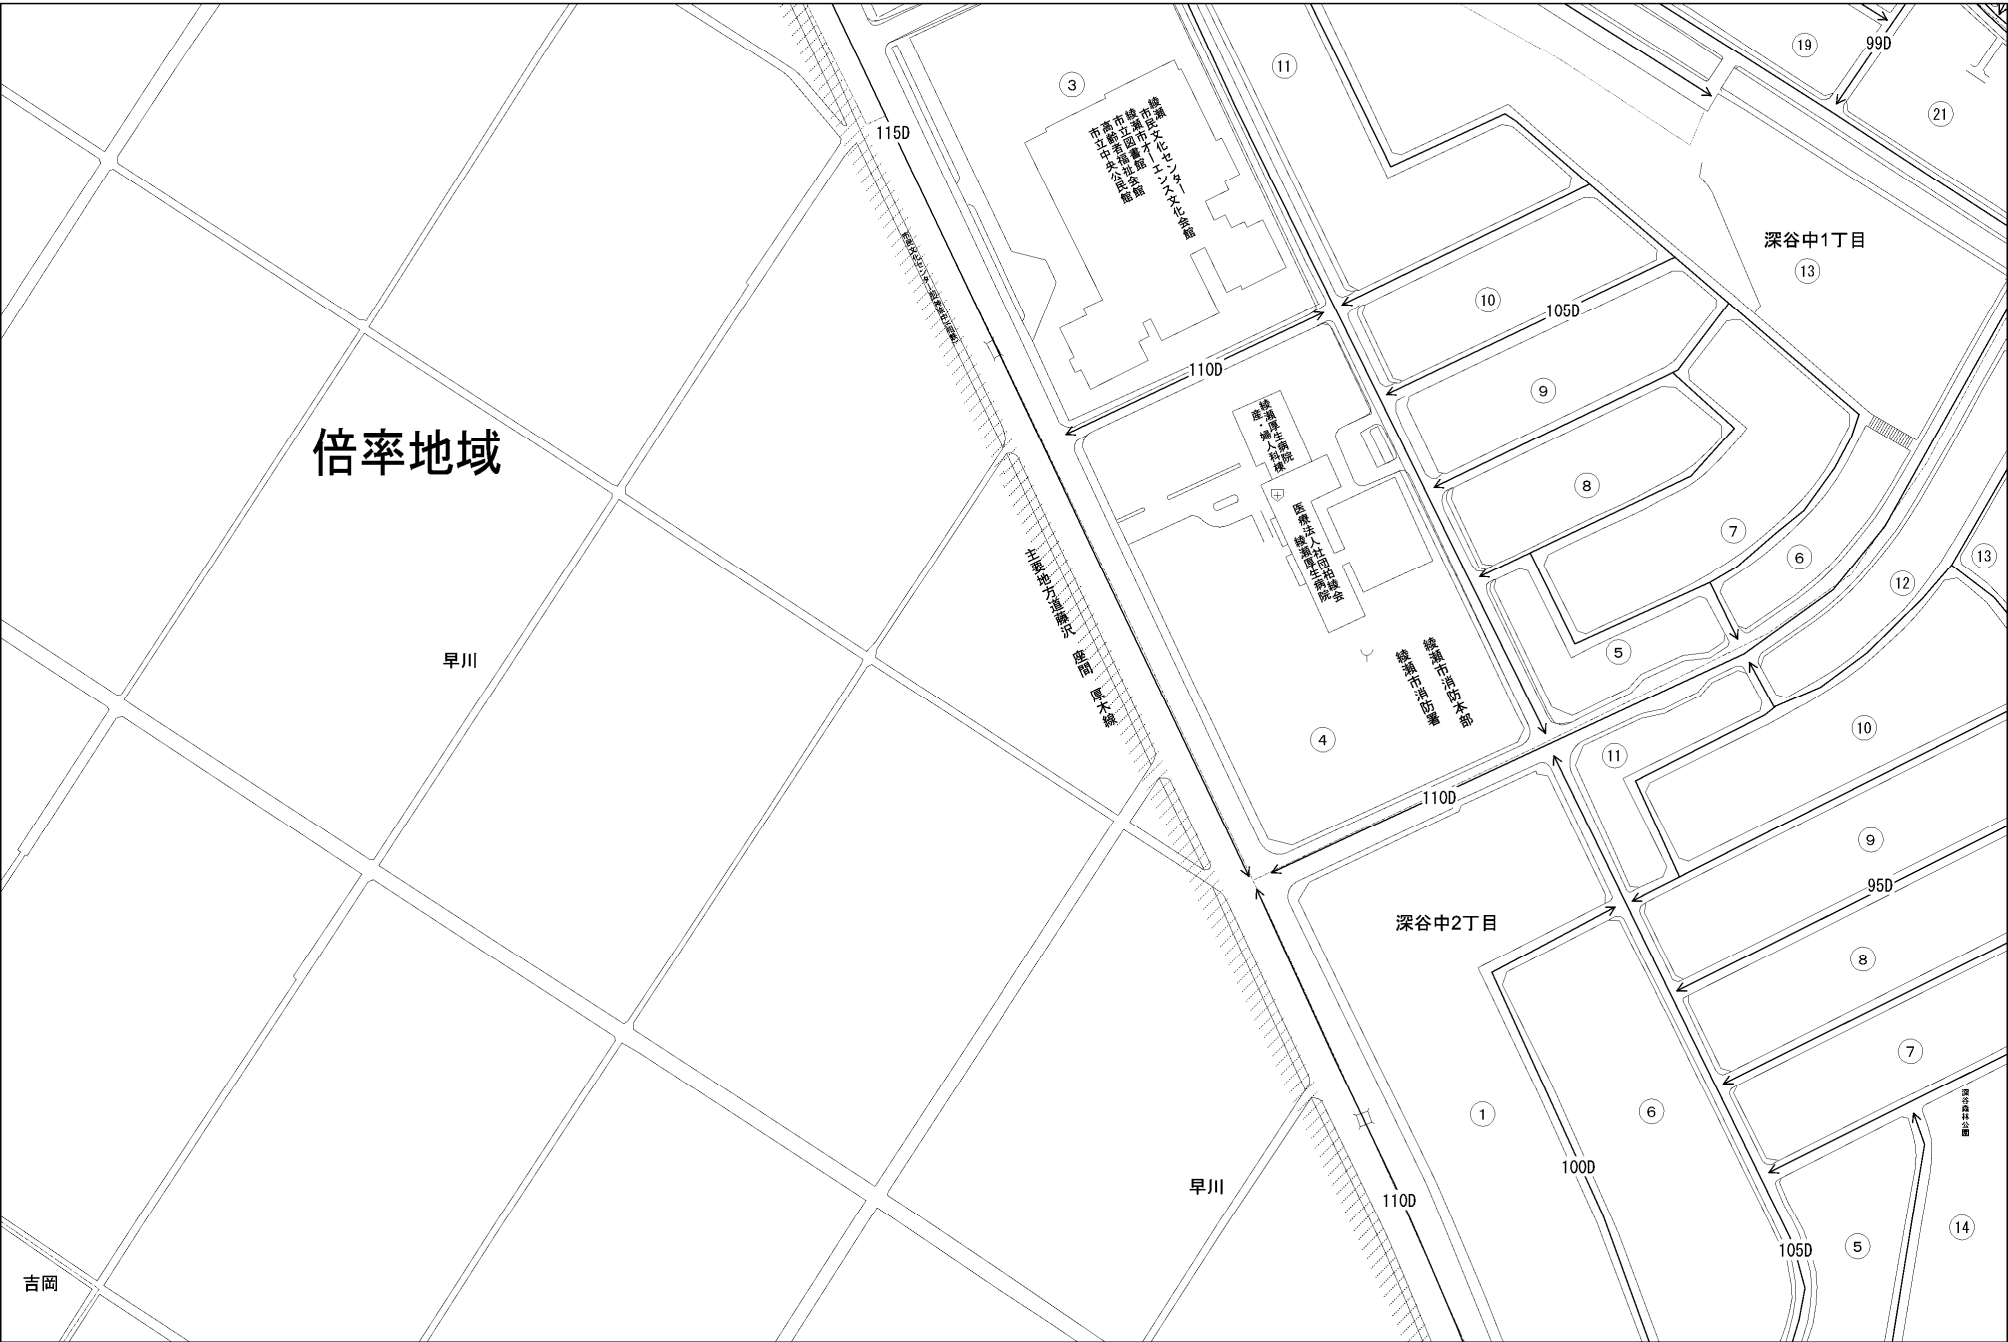 19
99D
21
3
11
115D
綾瀬
市民文化センター
綾瀬市オーエンス文化会館
市立図書館
高齢者福祉会館
市立中央公民館
深谷中1丁目
13
10
105D
110D
9
倍率地域
綾瀬厚生病院
産・婦人科棟
8
医療法人社団柏綾会
綾瀬厚生病院
7
6
13
12
主要地方道藤沢 座間 厚木線
早川
5
綾瀬市消防本部
綾瀬市消防署
4
10
11
110D
9
95D
深谷中2丁目
8
7
深谷森林公園
1
6
100D
早川
110D
14
5
105D
吉岡